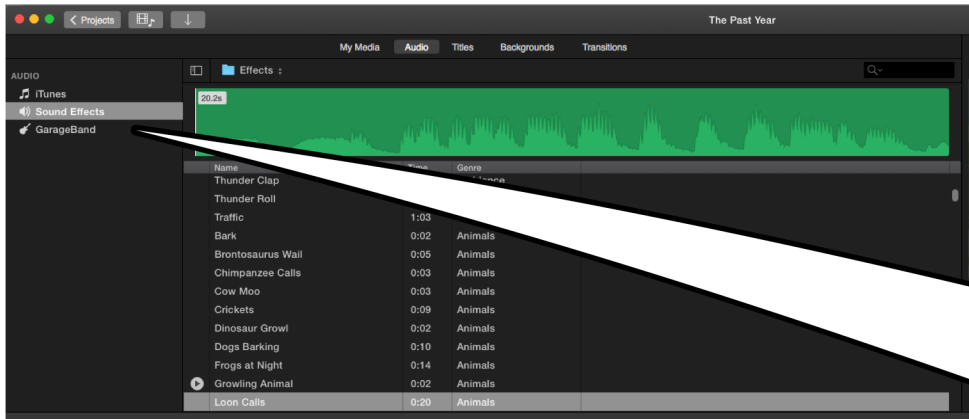 Projects The Past Year
My Media Audio Titles Backgrounds Transitions
AUDIO
iTunes
Sound Effects
GarageBand
Effects
20.2s
Name Time Genre
Thunder Clap
Thunder Roll
Traffic 1:03
Bark 0:02 Animals
Brontosaurus Wail 0:05 Animals
Chimpanzee Calls 0:03 Animals
Cow Moo 0:03 Animals
Crickets 0:09 Animals
Dinosaur Growl 0:02 Animals
Dogs Barking 0:10 Animals
Frogs at Night 0:14 Animals
Growling Animal 0:02 Animals
Loon Calls 0:20 Animals